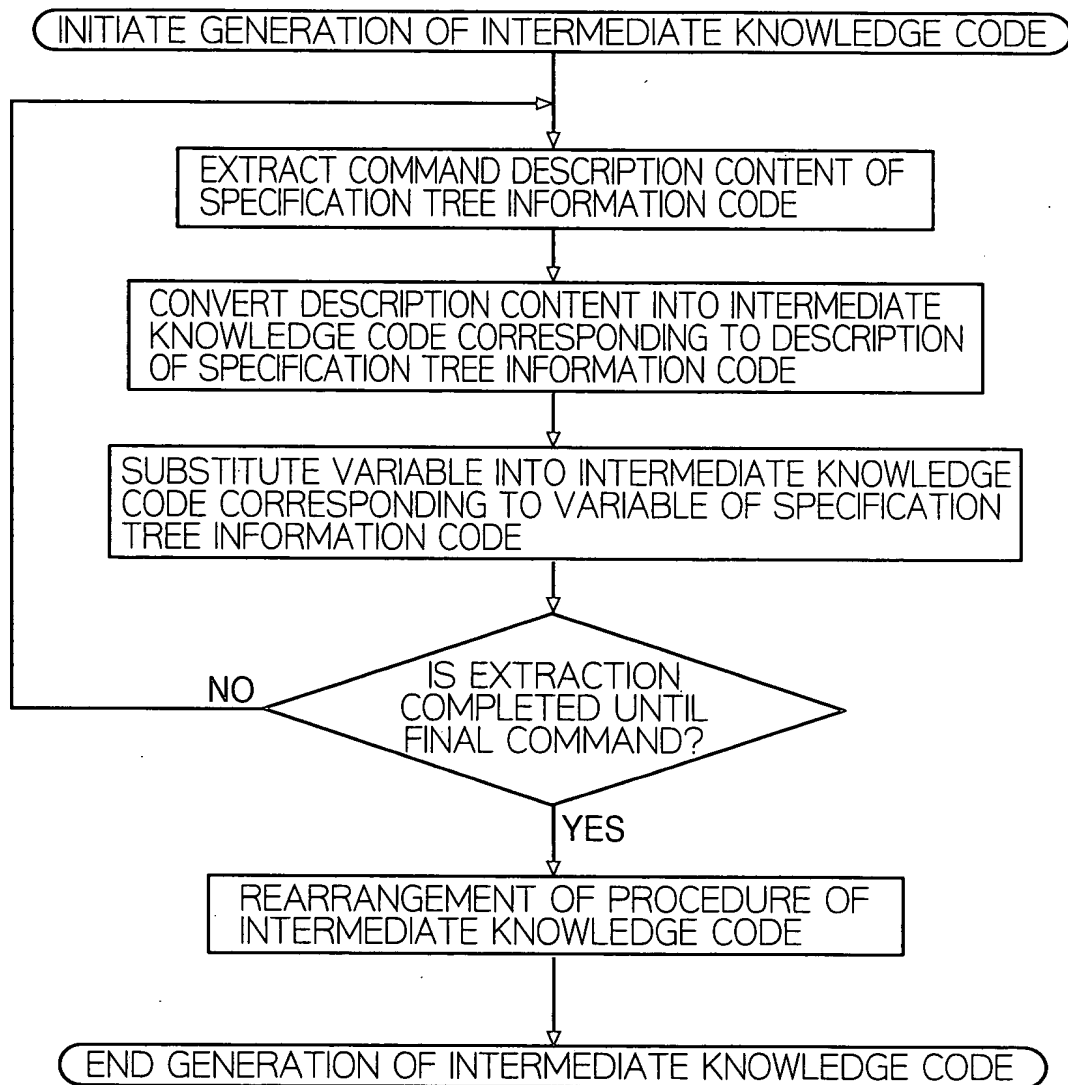 INITIATE GENERATION OF INTERMEDIATE KNOWLEDGE CODE
EXTRACT COMMAND DESCRIPTION CONTENT OF
SPECIFICATION TREE INFORMATION CODE
CONVERT DESCRIPTION CONTENT INTO INTERMEDIATE
KNOWLEDGE CODE CORRESPONDING TO DESCRIPTION
OF SPECIFICATION TREE INFORMATION CODE
SUBSTITUTE VARIABLE INTO INTERMEDIATE KNOWLEDGE
CODE CORRESPONDING TO VARIABLE OF SPECIFICATION
TREE INFORMATION CODE
IS EXTRACTION
COMPLETED UNTIL
FINAL COMMAND?
NO
YES
REARRANGEMENT OF PROCEDURE OF
INTERMEDIATE KNOWLEDGE CODE
END GENERATION OF INTERMEDIATE KNOWLEDGE CODE